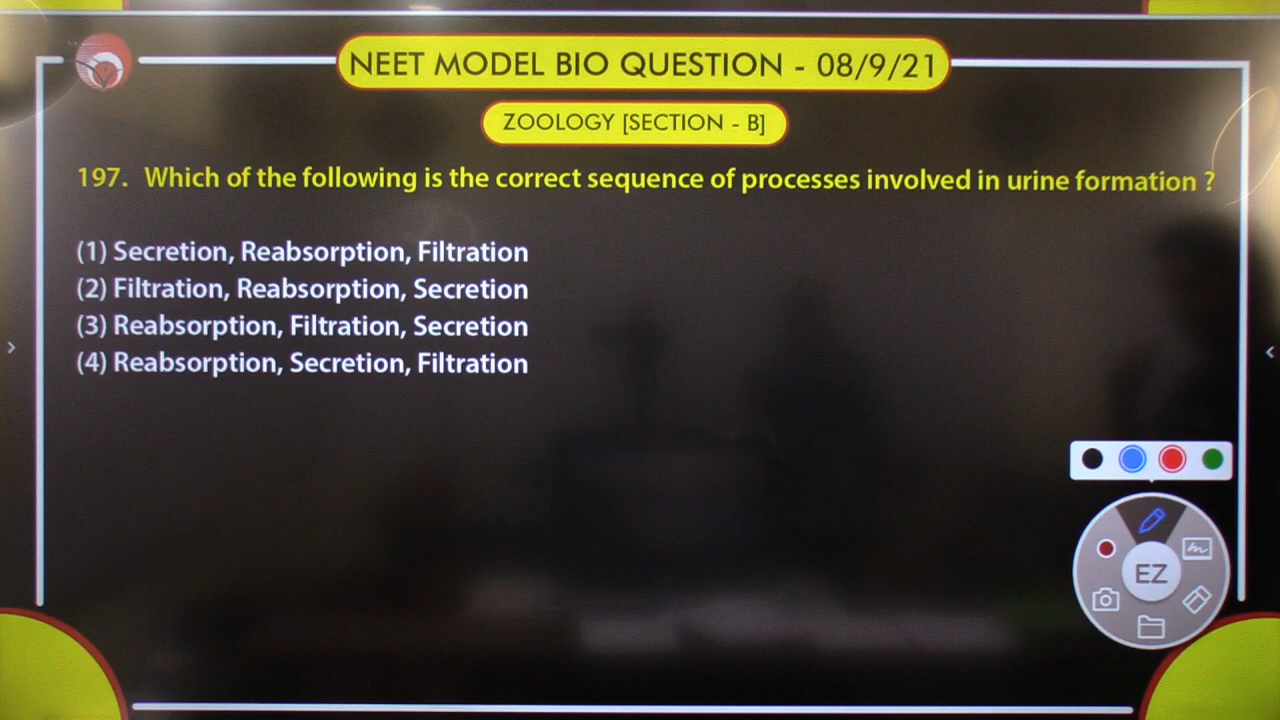 NEET MODEL BIO QUESTION - 08/9/21
ZOOLOGY [SECTION - B]
197. Which of the following is the correct sequence of processes involved in urine formation ?
(1) Secretion, Reabsorption, Filtration
(2) Filtration, Reabsorption, Secretion
(3) Reabsorption, Filtration, Secretion
(4) Reabsorption, Secretion, Filtration
EZ